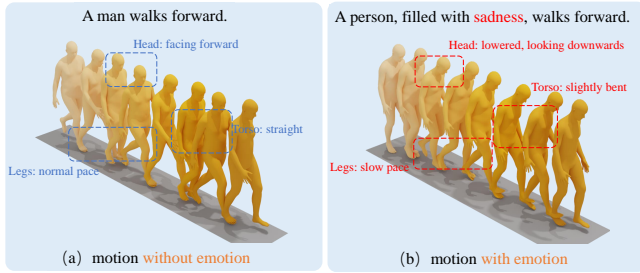 A man walks forward.
Head: facing forward
Torso: straight
Legs: normal pace
(a) motion without emotion
A person, filled with sadness, walks forward.
Head: lowered, looking downwards
Torso: slightly bent
Legs: slow pace
(b) motion with emotion